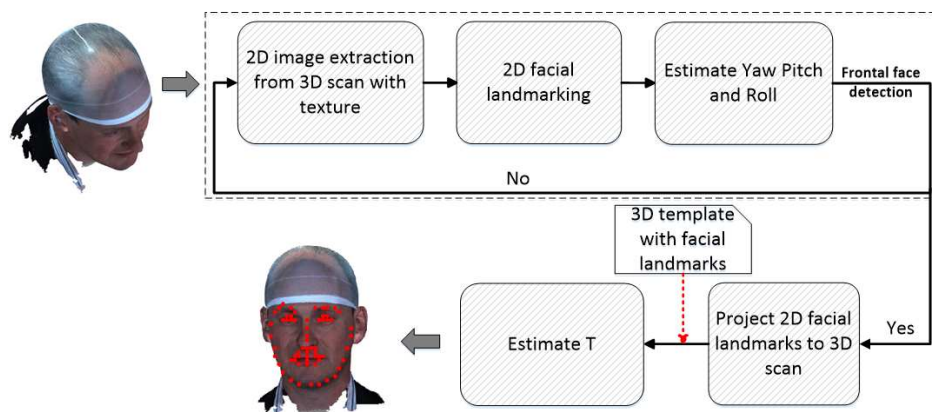 2D image extraction
from 3D scan with
texture
2D facial
landmarking
Estimate Yaw Pitch
and Roll
Frontal face
detection
No
3D template
with facial
landmarks
Yes
Project 2D facial
landmarks to 3D
scan
Estimate T